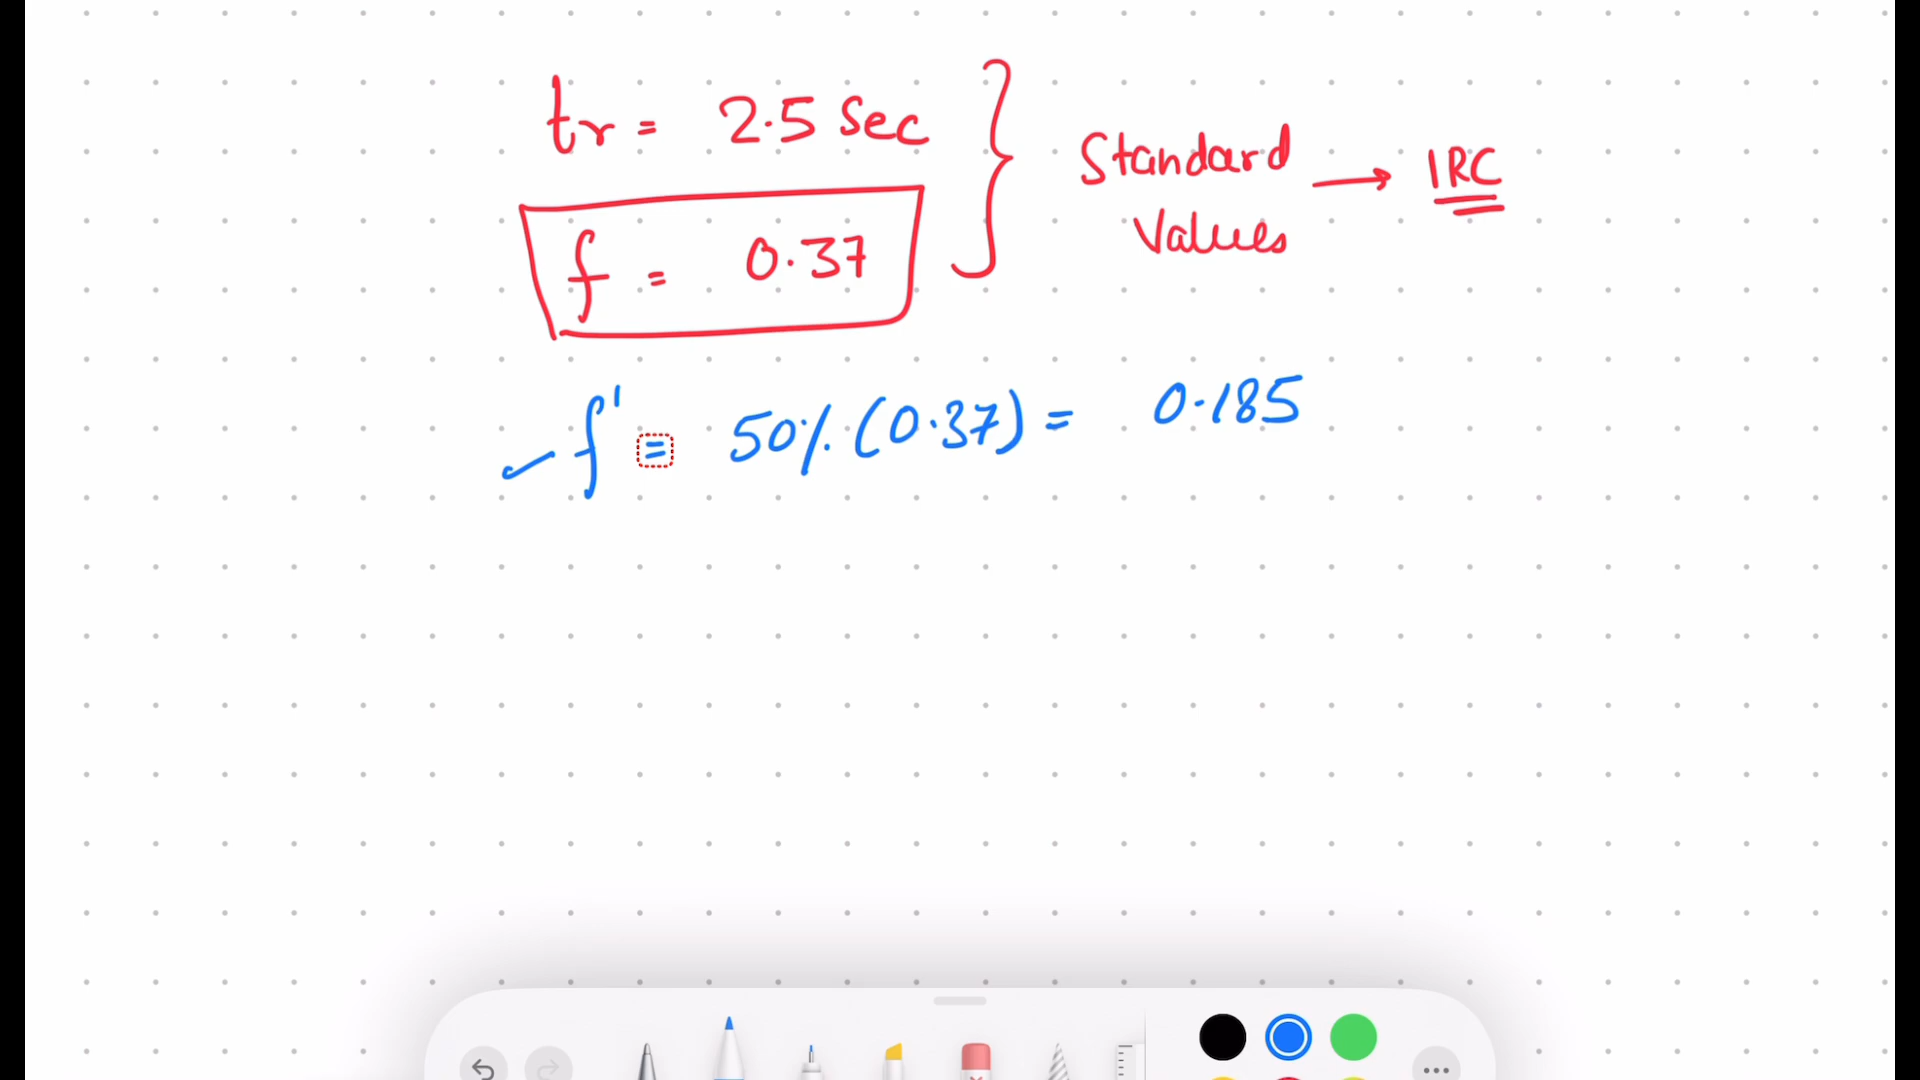 tr = 2.5 Sec
f = 0.37
Standard → IRC
Values
f' = 50% (0.37) = 0.185